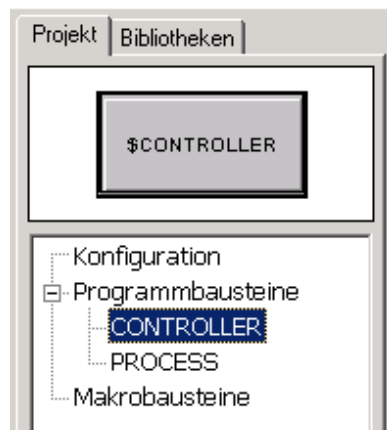 Projekt Bibliotheken
$CONTROLLER
Konfiguration
Programmbausteine
CONTROLLER
PROCESS
Makrobausteine